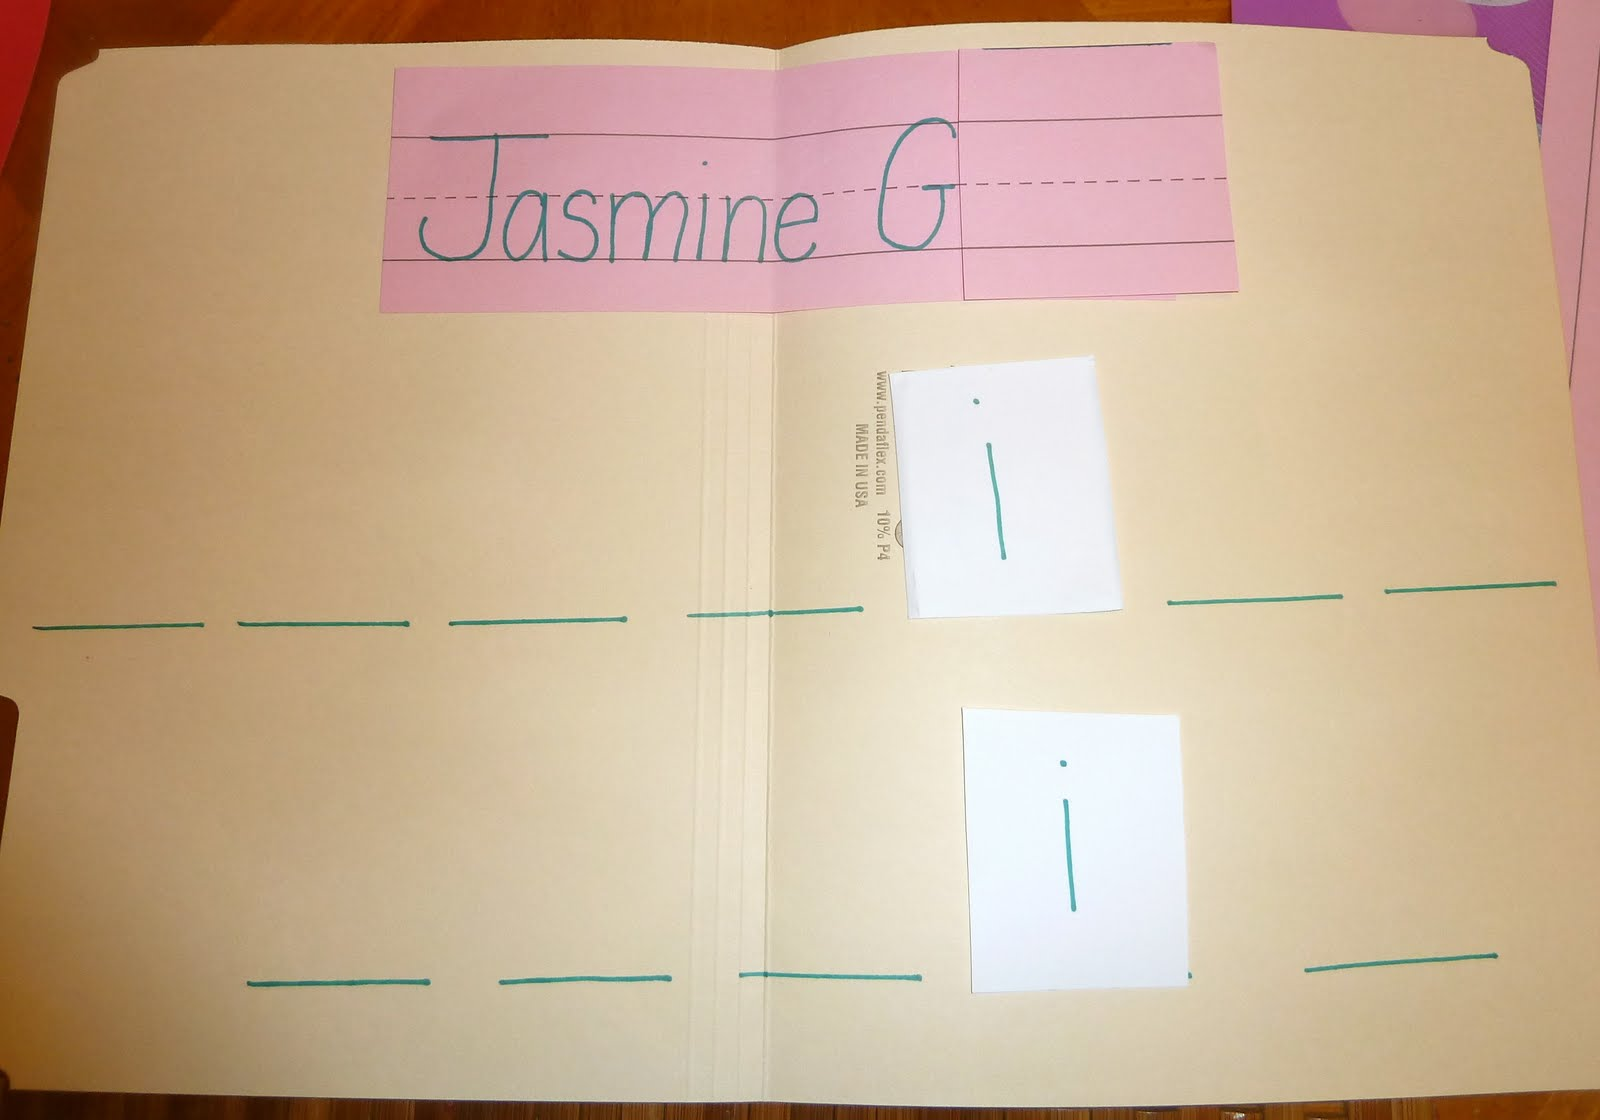 Jasmine G
www.pendaflex.com 10% P4
MADE IN USA
i
i